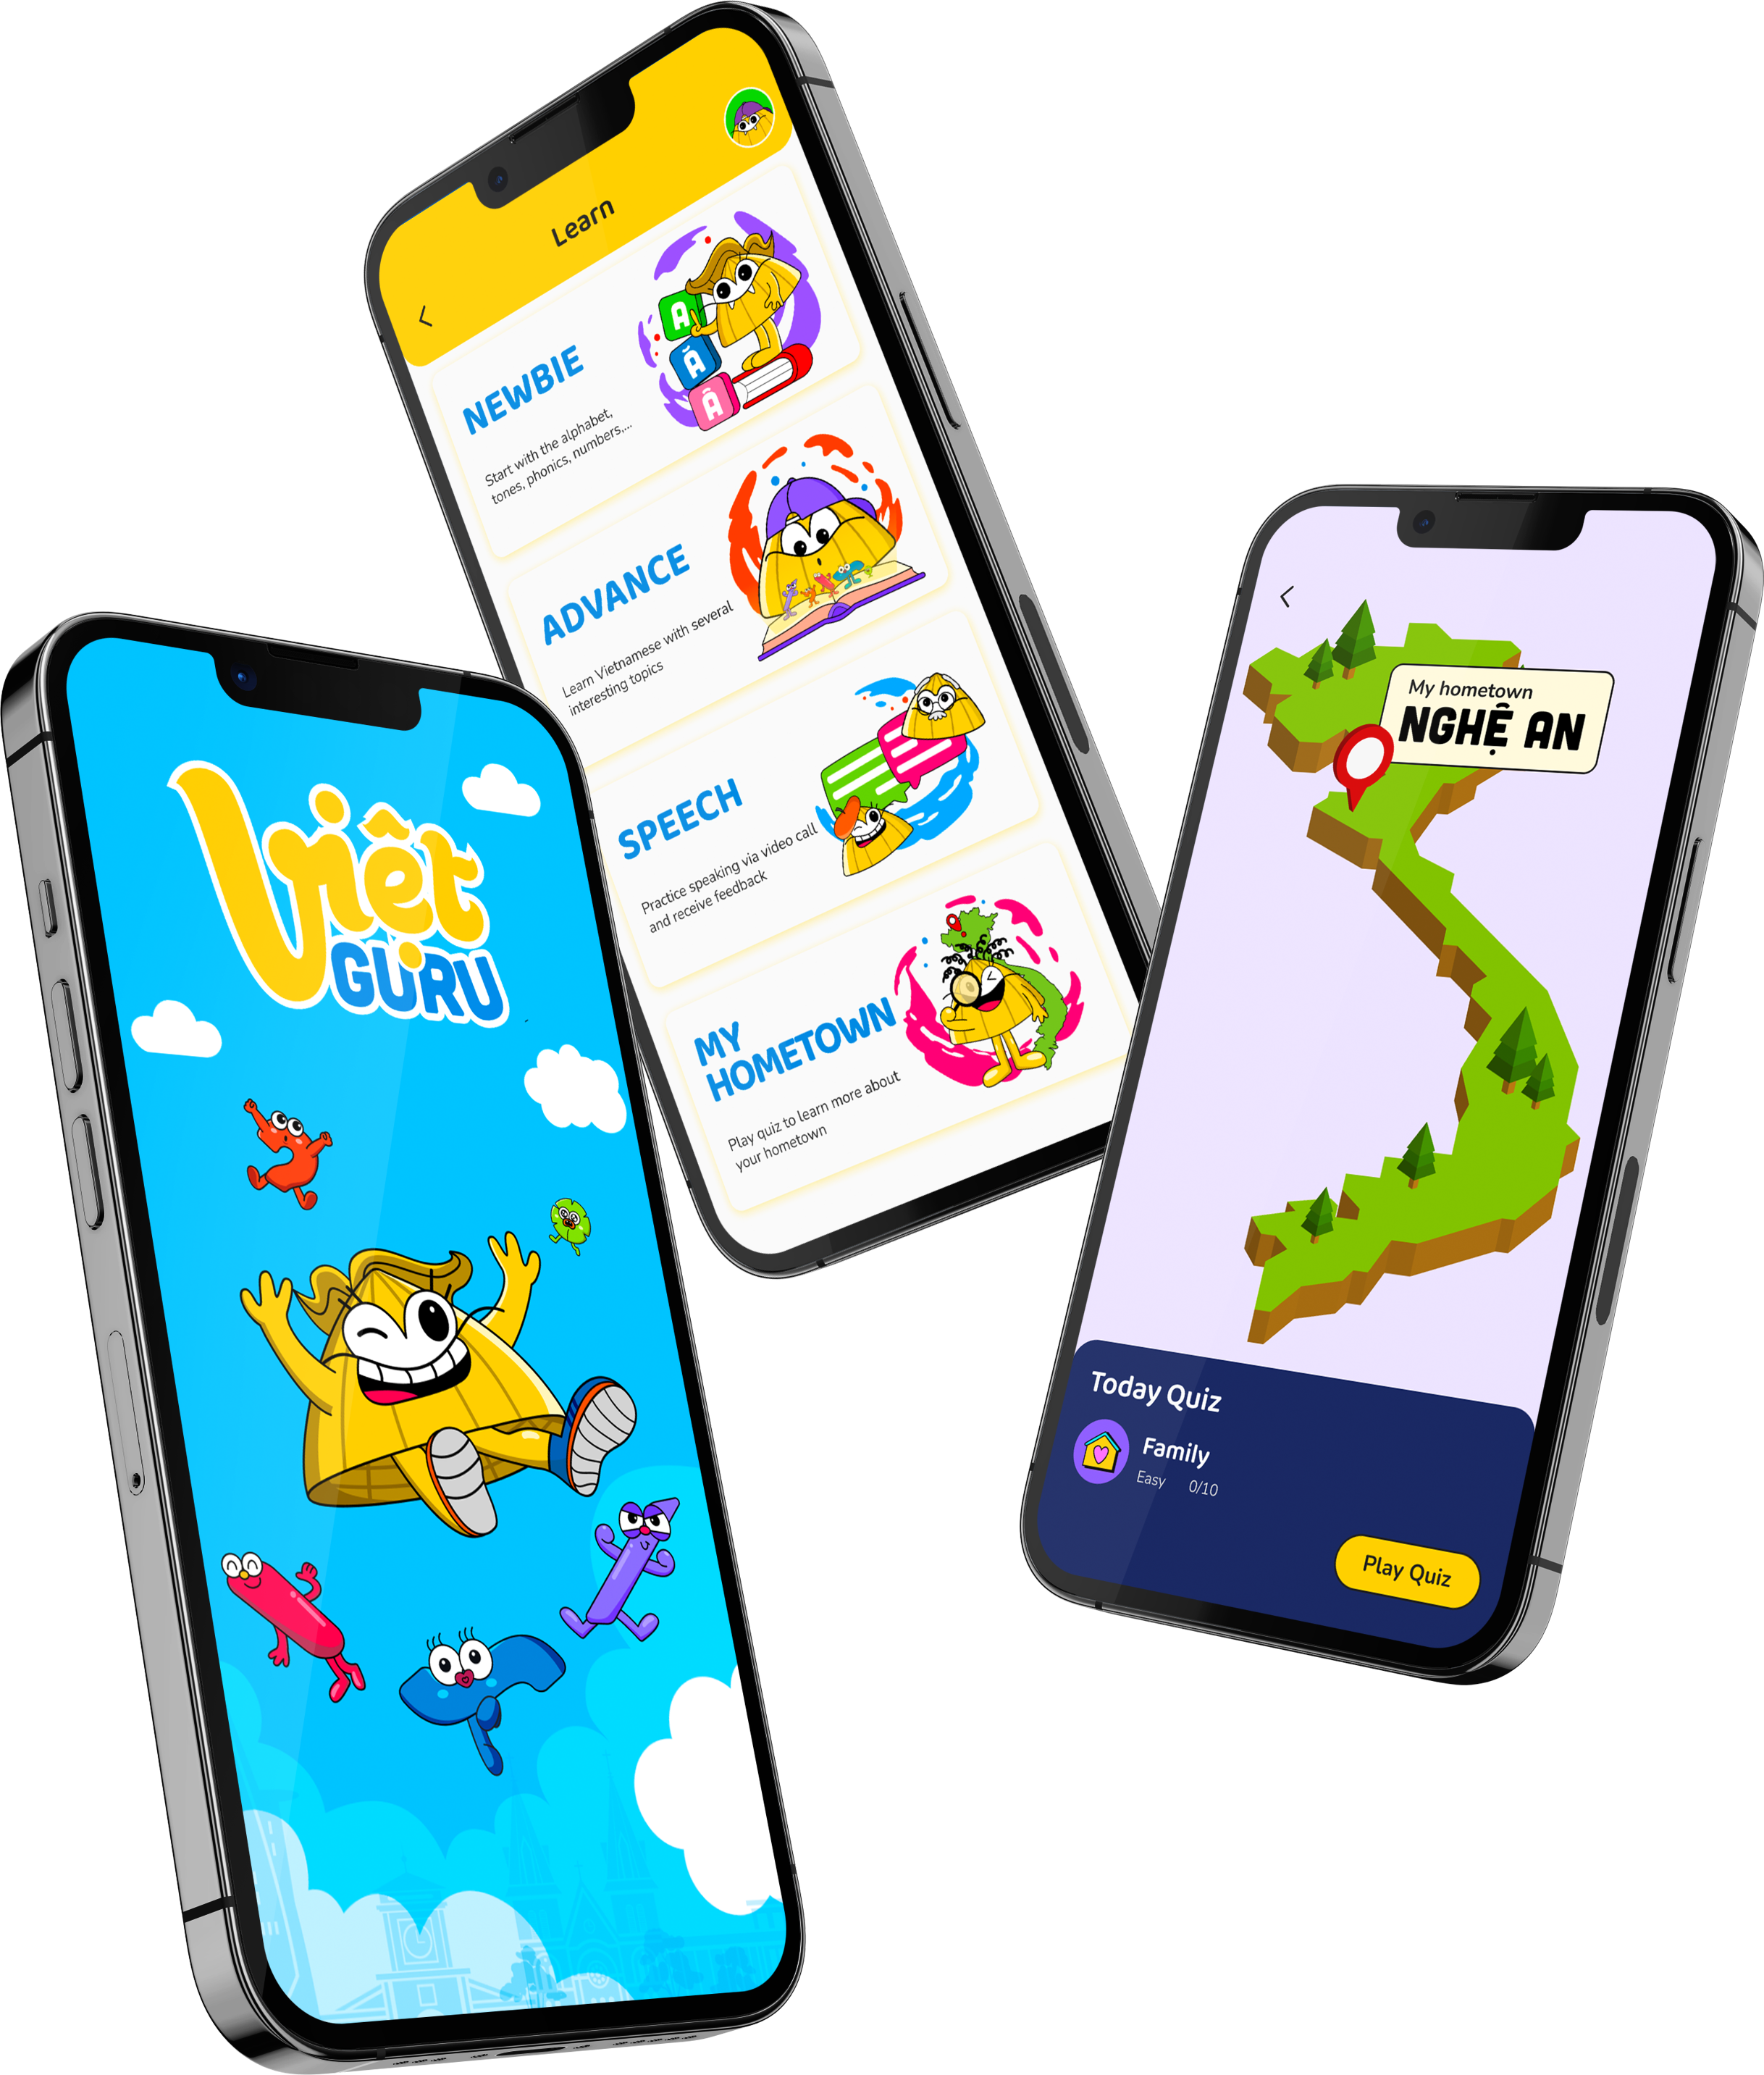 Việt
GURU
Learn
NEWBIE
Start with the alphabet,
tones, phonics, numbers,...
A
Ă
Â
ADVANCE
Learn Vietnamese with several
interesting topics
SPEECH
Practice speaking via video call
and receive feedback
MY
HOMETOWN
Play quiz to learn more about
your hometown
My hometown
NGHỆ AN
Today Quiz
Family
Easy 0/10
Play Quiz